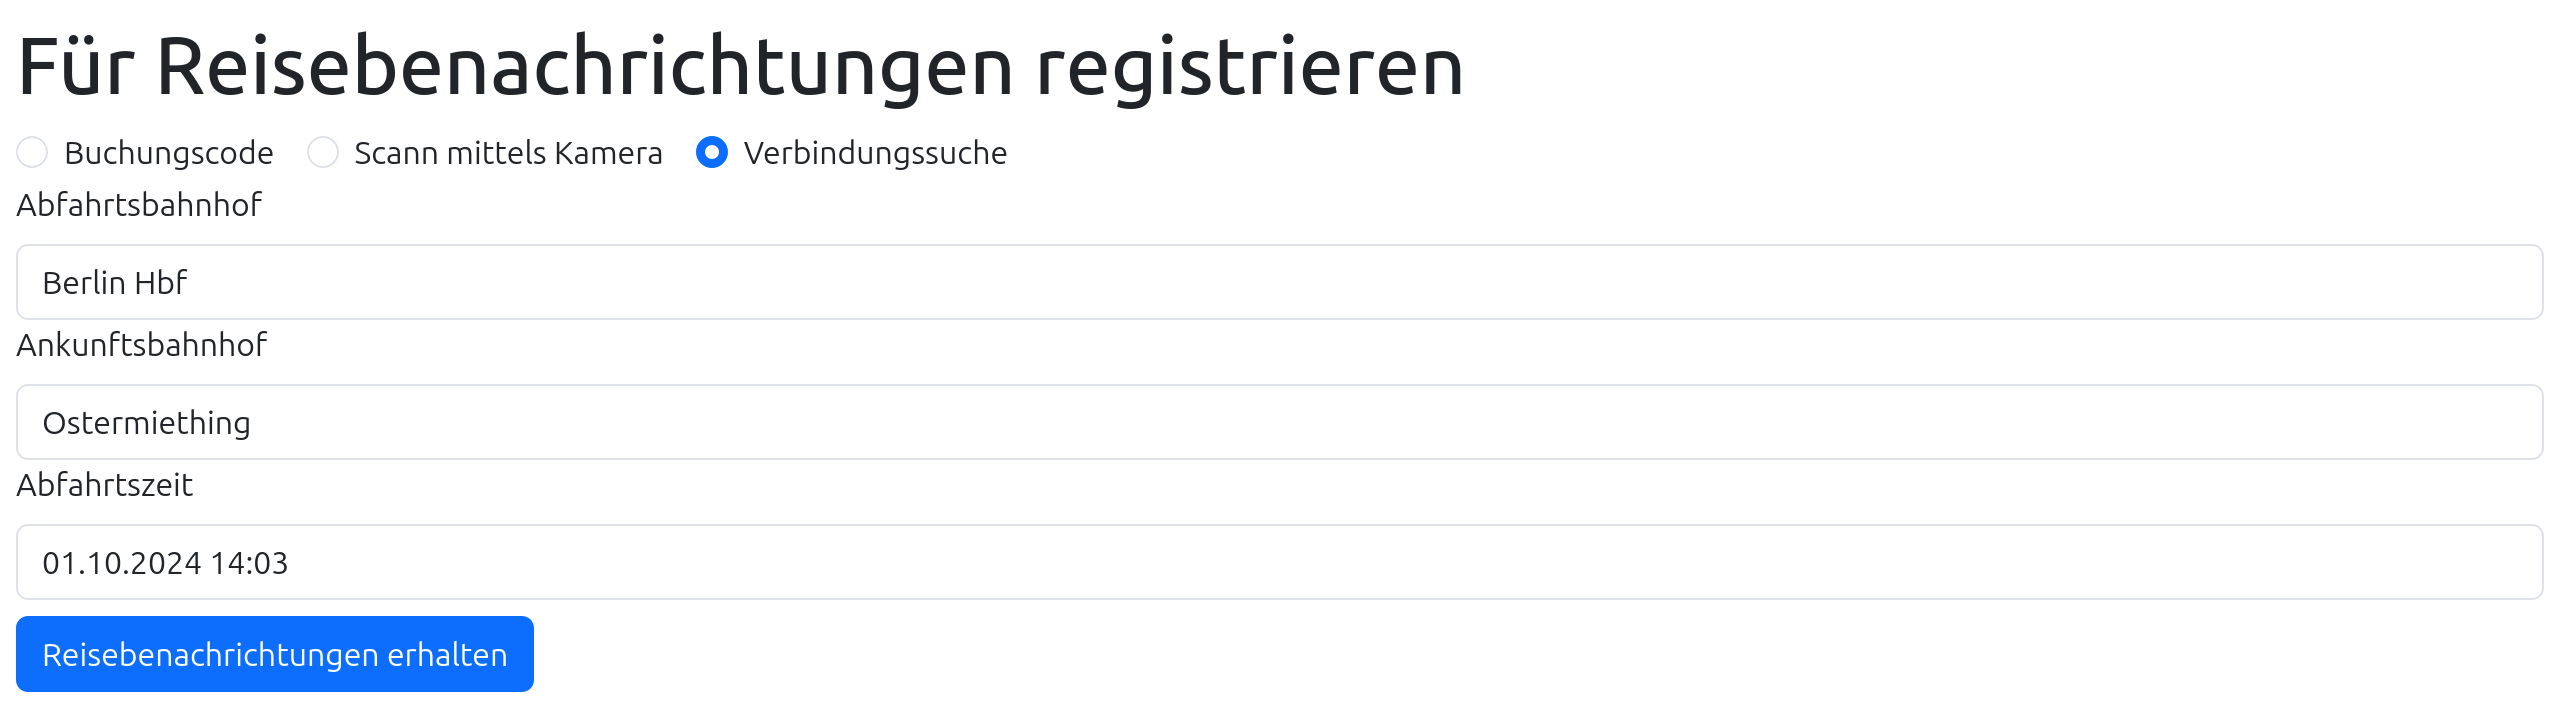 Für Reisebenachrichtungen registrieren
Buchungscode Scann mittels Kamera Verbindungssuche
Abfahrtsbahnhof
Berlin Hbf
Ankunftsbahnhof
Ostermiething
Abfahrtszeit
01.10.2024 14:03
Reisebenachrichtungen erhalten